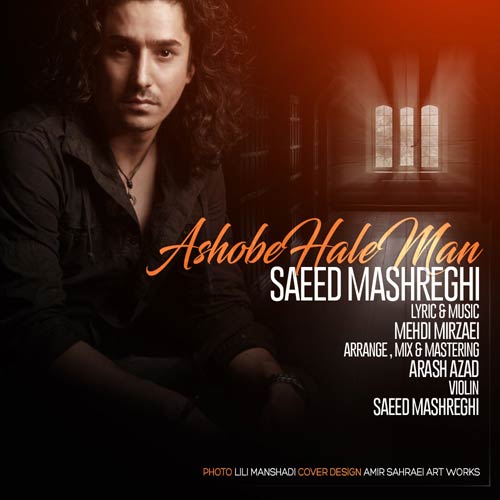 Ashobe Hale Man
SAEED MASHREGHI
LYRIC & MUSIC
MEHDI MIRZAEI
ARRANGE , MIX & MASTERING
ARASH AZAD
VIOLIN
SAEED MASHREGHI
PHOTO LILI MANSHADI COVER DESIGN AMIR SAHRAEI ART WORKS